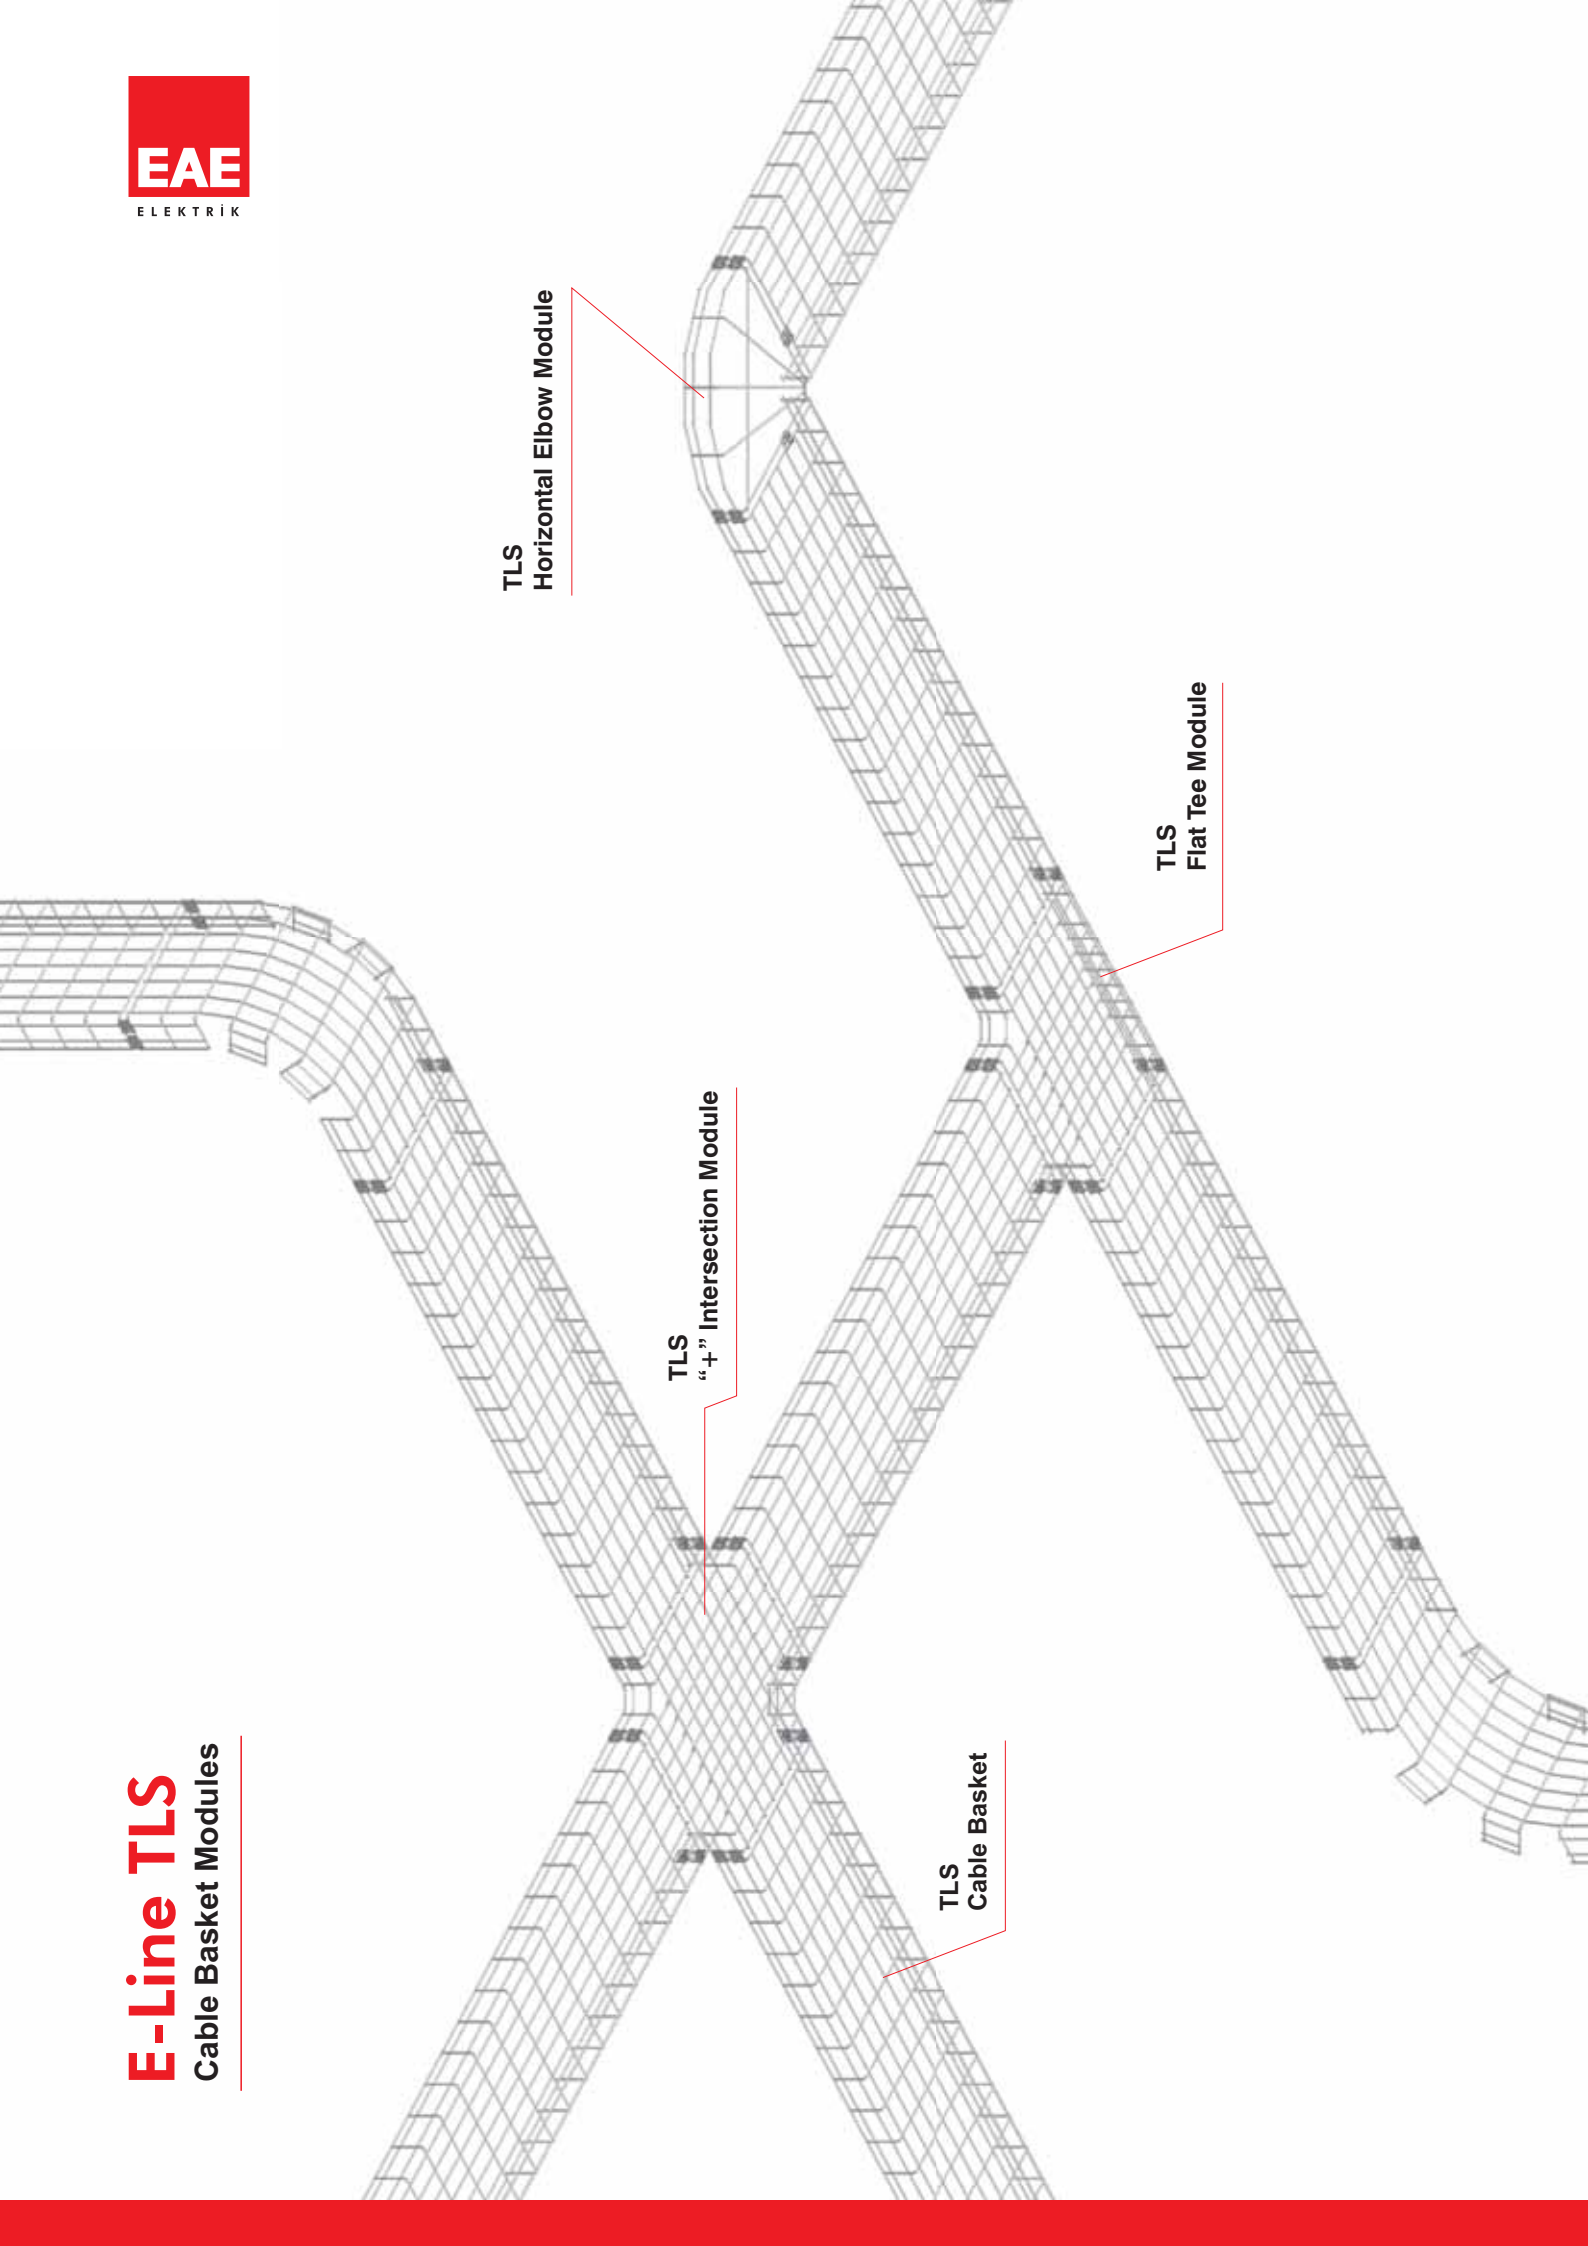 EAE
ELEKTRİK
E-Line TLS
Cable Basket Modules
TLS
Horizontal Elbow Module
TLS
"+" Intersection Module
TLS
Cable Basket
TLS
Flat Tee Module